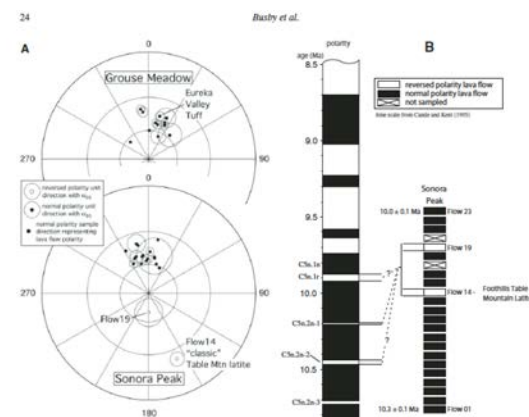 24
Busby et al.
A
0
Grouse Meadow
Eureka
Valley
Tuff
270
90
reversed polarity unit
direction with α95
normal polarity unit
direction with α95
normal polarity sample
direction representing
lava flow polarity
0
270
90
Flow19
Flow14
"classic"
Table Mtn latite
Sonora Peak
180
polarity
age (Ma)
8.5
9.0
9.5
10.0
10.5
C5n.1n
C5n.1r
C5n.2n-1
C5n.2n-2
C5n.2n-3
?
?
B
reversed polarity lava flow
normal polarity lava flow
not sampled
time scale from Cande and Kent (1995)
Sonora
Peak
10.0 ± 0.1 Ma
Flow 23
Flow 19
Flow 14 -
Foothills Table
Mountain Lati
10.3 ± 0.1 Ma
Flow 01